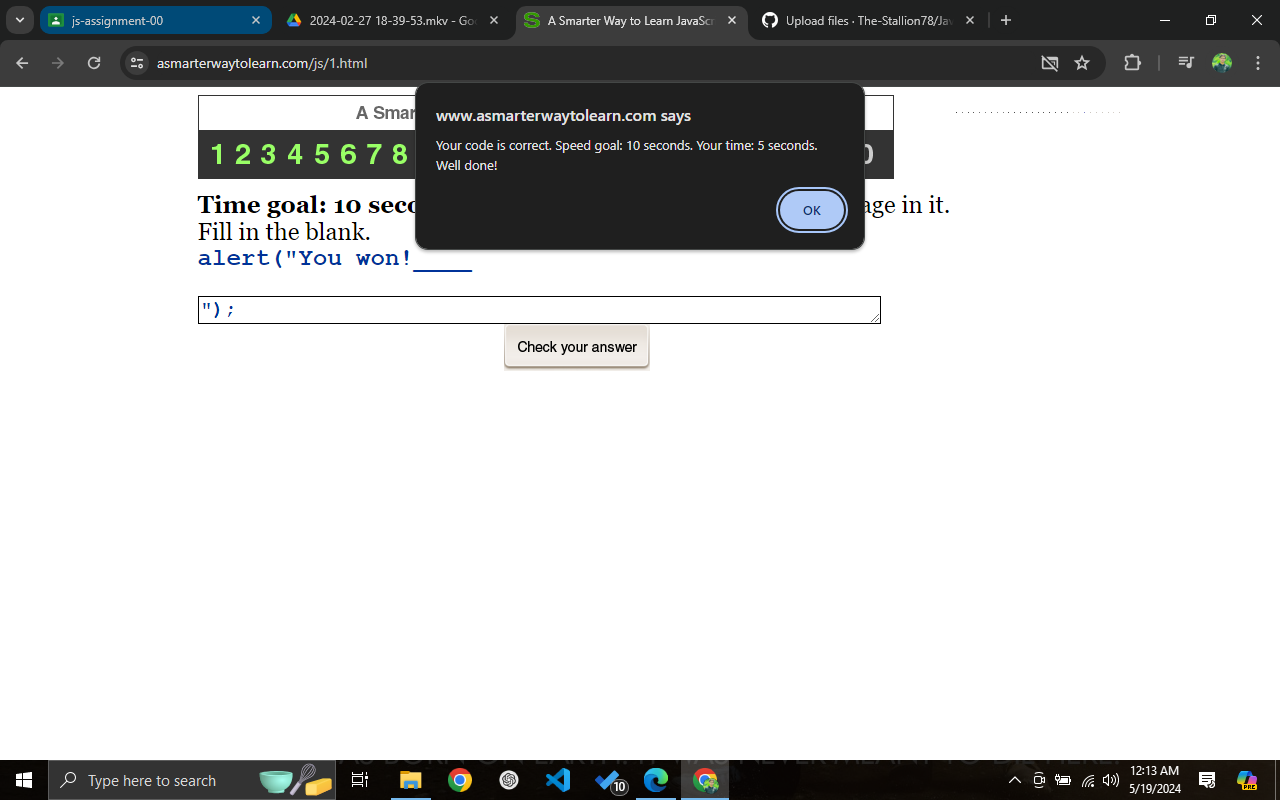 js-assignment-00
2024-02-27 18-39-53.mkv - Goo
A Smarter Way to Learn JavaScr
Upload files · The-Stallion78/Jav
asmarterwaytolearn.com/js/1.html
A Smar
www.asmarterwaytolearn.com says
Your code is correct. Speed goal: 10 seconds. Your time: 5 seconds.
Well done!
OK
1 2 3 4 5 6 7 8
0
Time goal: 10 seco
age in it.
Fill in the blank.
alert("You won!____
");
Check your answer
Type here to search
10
12:13 AM
5/19/2024
PRE